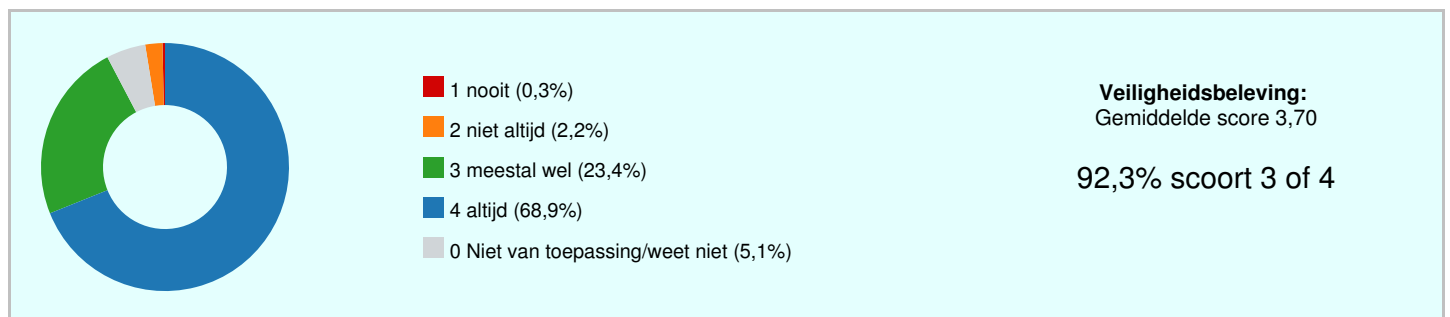 1 nooit (0,3%)
2 niet altijd (2,2%)
3 meestal wel (23,4%)
4 altijd (68,9%)
0 Niet van toepassing/weet niet (5,1%)
Veiligheidsbeleving:
Gemiddelde score 3,70
92,3% scoort 3 of 4